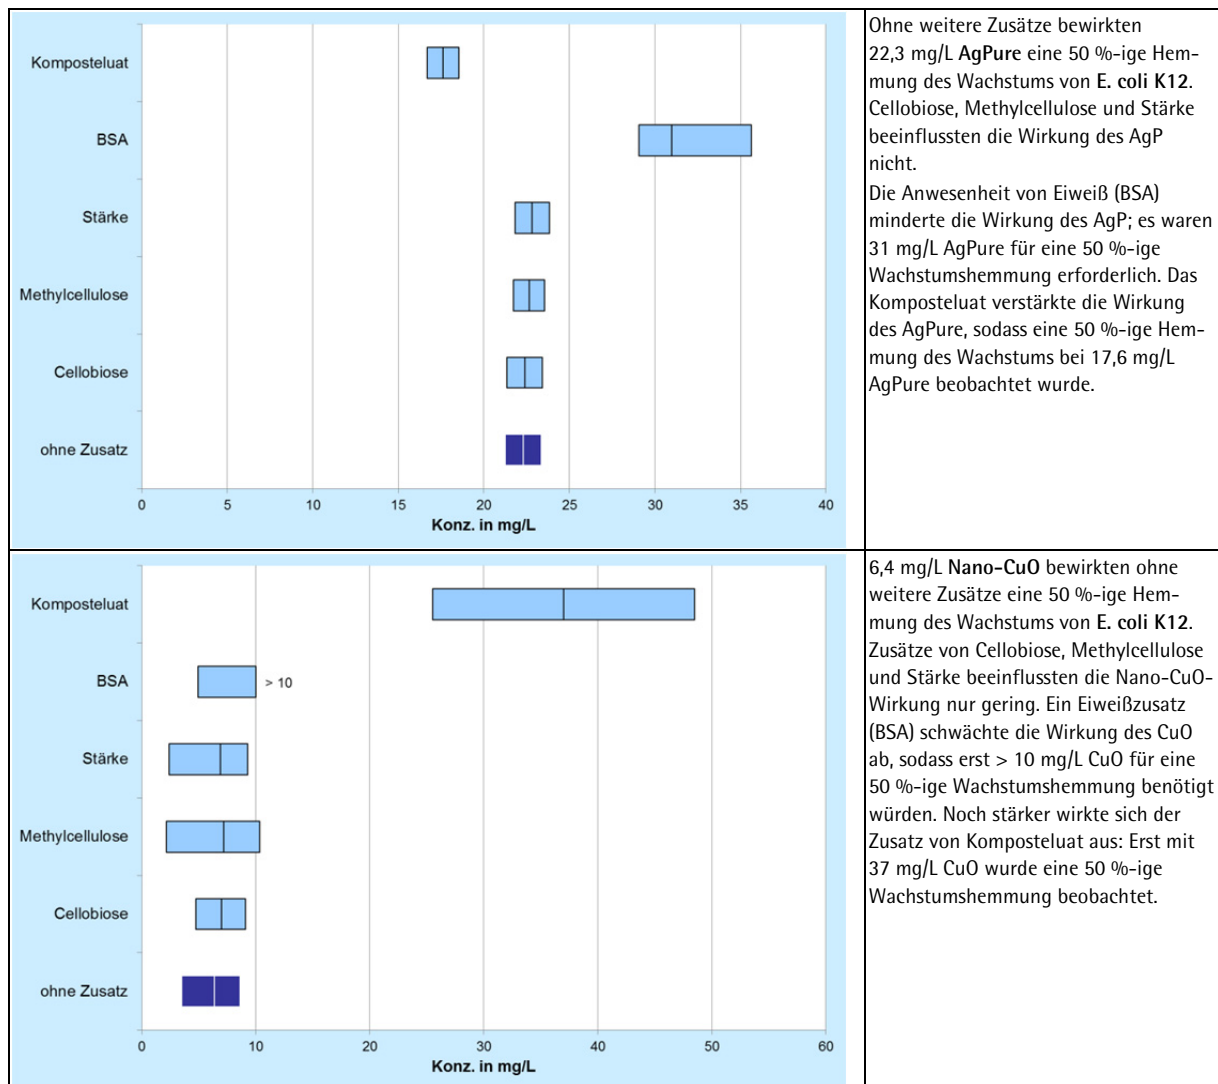 Komposteluat
BSA
Stärke
Methylcellulose
Cellobiose
ohne Zusatz
0 5 10 15 20 25 30 35 40
Konz. in mg/L
Ohne weitere Zusätze bewirkten
22,3 mg/L AgPure eine 50 %-ige Hem-
mung des Wachstums von E. coli K12.
Cellobiose, Methylcellulose und Stärke
beeinflussten die Wirkung des AgP
nicht.
Die Anwesenheit von Eiweiß (BSA)
minderte die Wirkung des AgP; es waren
31 mg/L AgPure für eine 50 %-ige
Wachstumshemmung erforderlich. Das
Komposteluat verstärkte die Wirkung
des AgPure, sodass eine 50 %-ige Hem-
mung des Wachstums bei 17,6 mg/L
AgPure beobachtet wurde.
Komposteluat
BSA
> 10
Stärke
Methylcellulose
Cellobiose
ohne Zusatz
0 10 20 30 40 50 60
Konz. in mg/L
6,4 mg/L Nano-CuO bewirkten ohne
weitere Zusätze eine 50 %-ige Hem-
mung des Wachstums von E. coli K12.
Zusätze von Cellobiose, Methylcellulose
und Stärke beeinflussten die Nano-CuO-
Wirkung nur gering. Ein Eiweißzusatz
(BSA) schwächte die Wirkung des CuO
ab, sodass erst > 10 mg/L CuO für eine
50 %-ige Wachstumshemmung benötigt
würden. Noch stärker wirkte sich der
Zusatz von Komposteluat aus: Erst mit
37 mg/L CuO wurde eine 50 %-ige
Wachstumshemmung beobachtet.